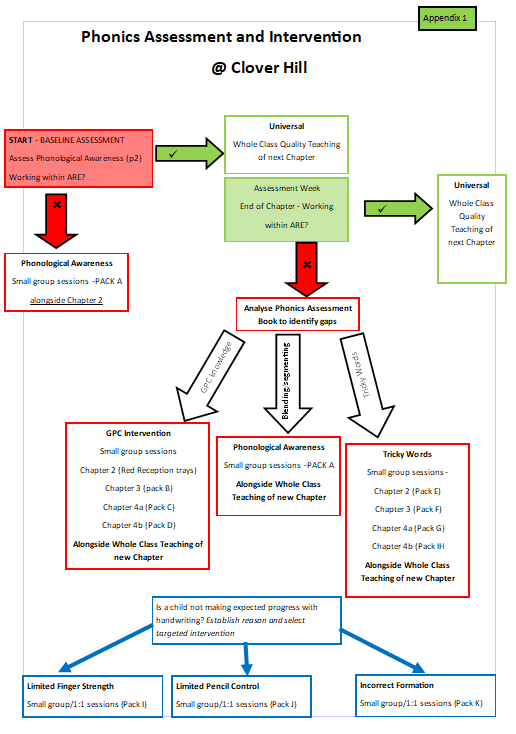 Appendix 1
Phonics Assessment and Intervention
@ Clover Hill
START - BASELINE ASSESSMENT
Assess Phonological Awareness (p2)
Working within ARE?
Universal
Whole Class Quality Teaching
of next Chapter
Assessment Week
End of Chapter - Working
within ARE?
Universal
Whole Class
Quality
Teaching of
next Chapter
Phonological Awareness
Small group sessions -PACK A
alongside Chapter 2
Analyse Phonics Assessment
Book to identify gaps
GPC knowledge
Blending/segmenting
Tricky Words
GPC Intervention
Small group sessions
Chapter 2 (Red Reception trays)
Chapter 3 (pack B)
Chapter 4a (Pack C)
Chapter 4b (Pack D)
Alongside Whole Class Teaching of
new Chapter
Phonological Awareness
Small group sessions -PACK A
Alongside Whole Class
Teaching of new Chapter
Tricky Words
Small group sessions -
Chapter 2 (Pack E)
Chapter 3 (Pack F)
Chapter 4a (Pack G)
Chapter 4b (Pack IH
Alongside Whole Class
Teaching of new Chapter
Is a child not making expected progress with
handwriting? Establish reason and select
targeted intervention
Limited Finger Strength
Small group/1:1 sessions (Pack I)
Limited Pencil Control
Small group/1:1 sessions (Pack J)
Incorrect Formation
Small group/1:1 sessions (Pack K)